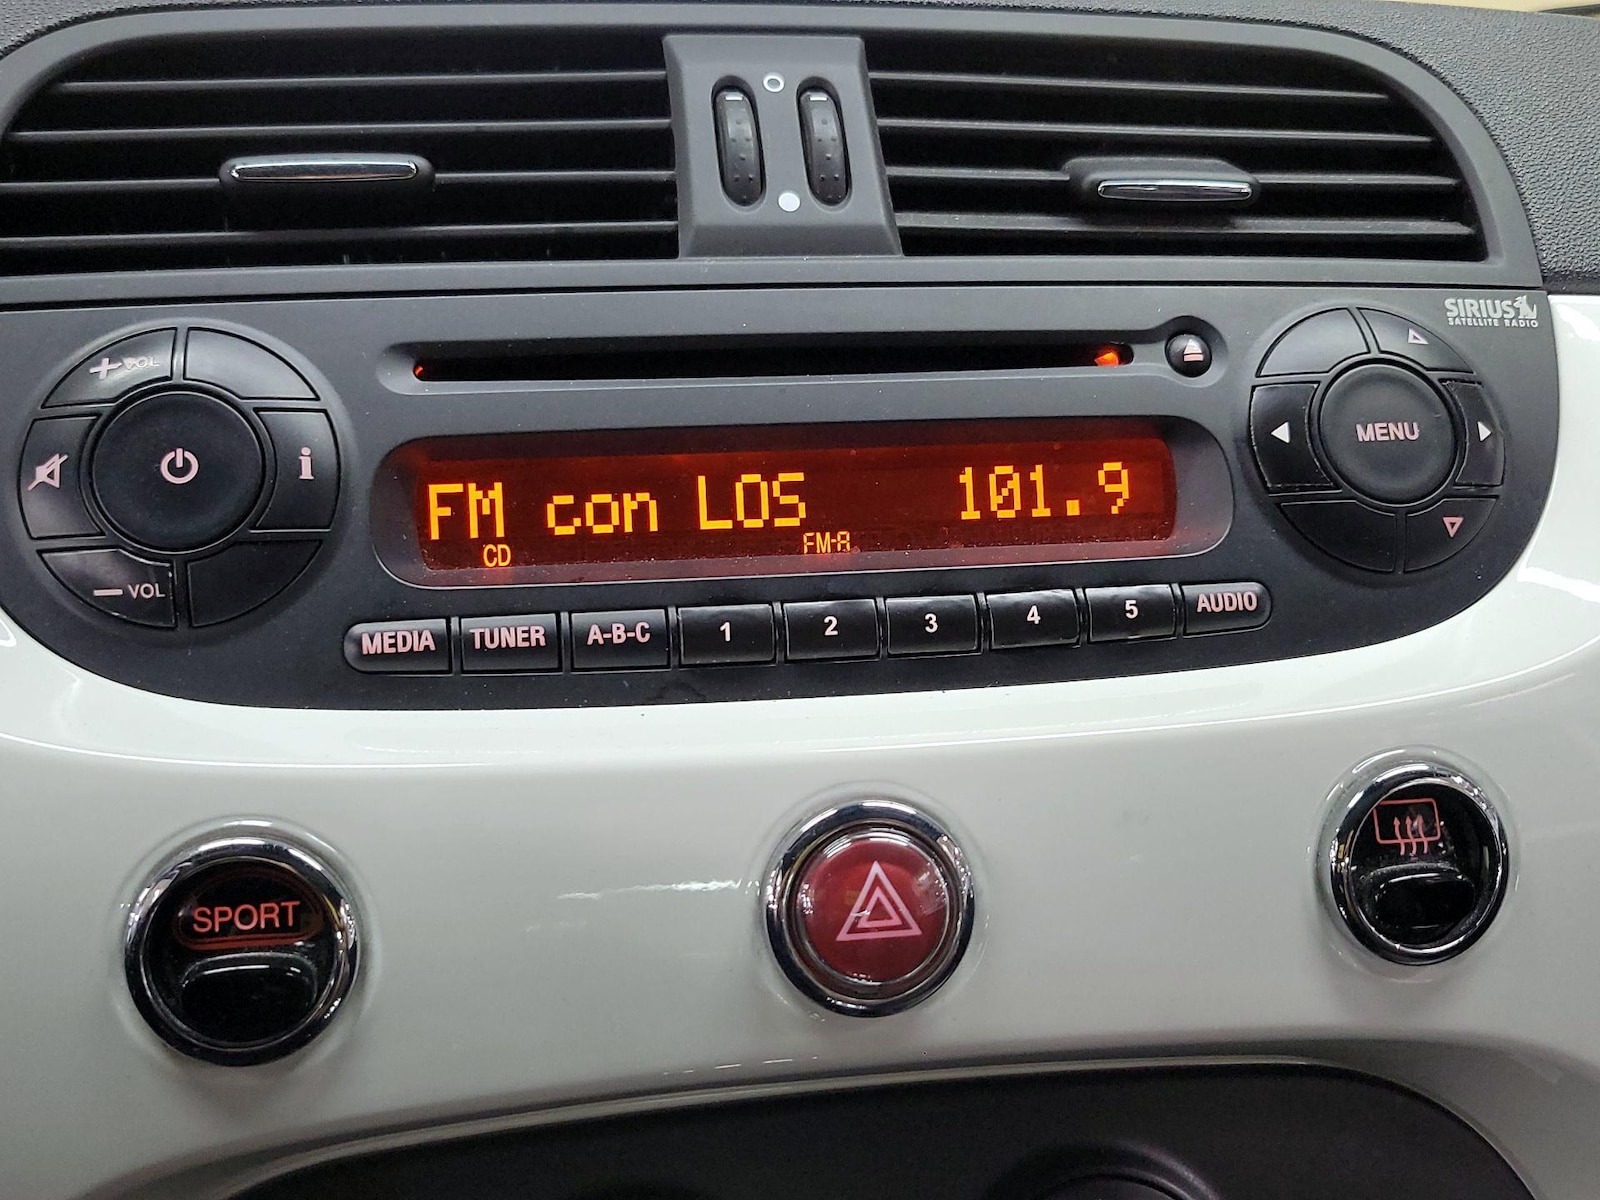 SIRIUS
SATELLITE RADIO
+ VOL
MENU
i
FM con LOS 101.9
CD FM-A
– VOL
MEDIA TUNER A-B-C 1 2 3 4 5 AUDIO
SPORT